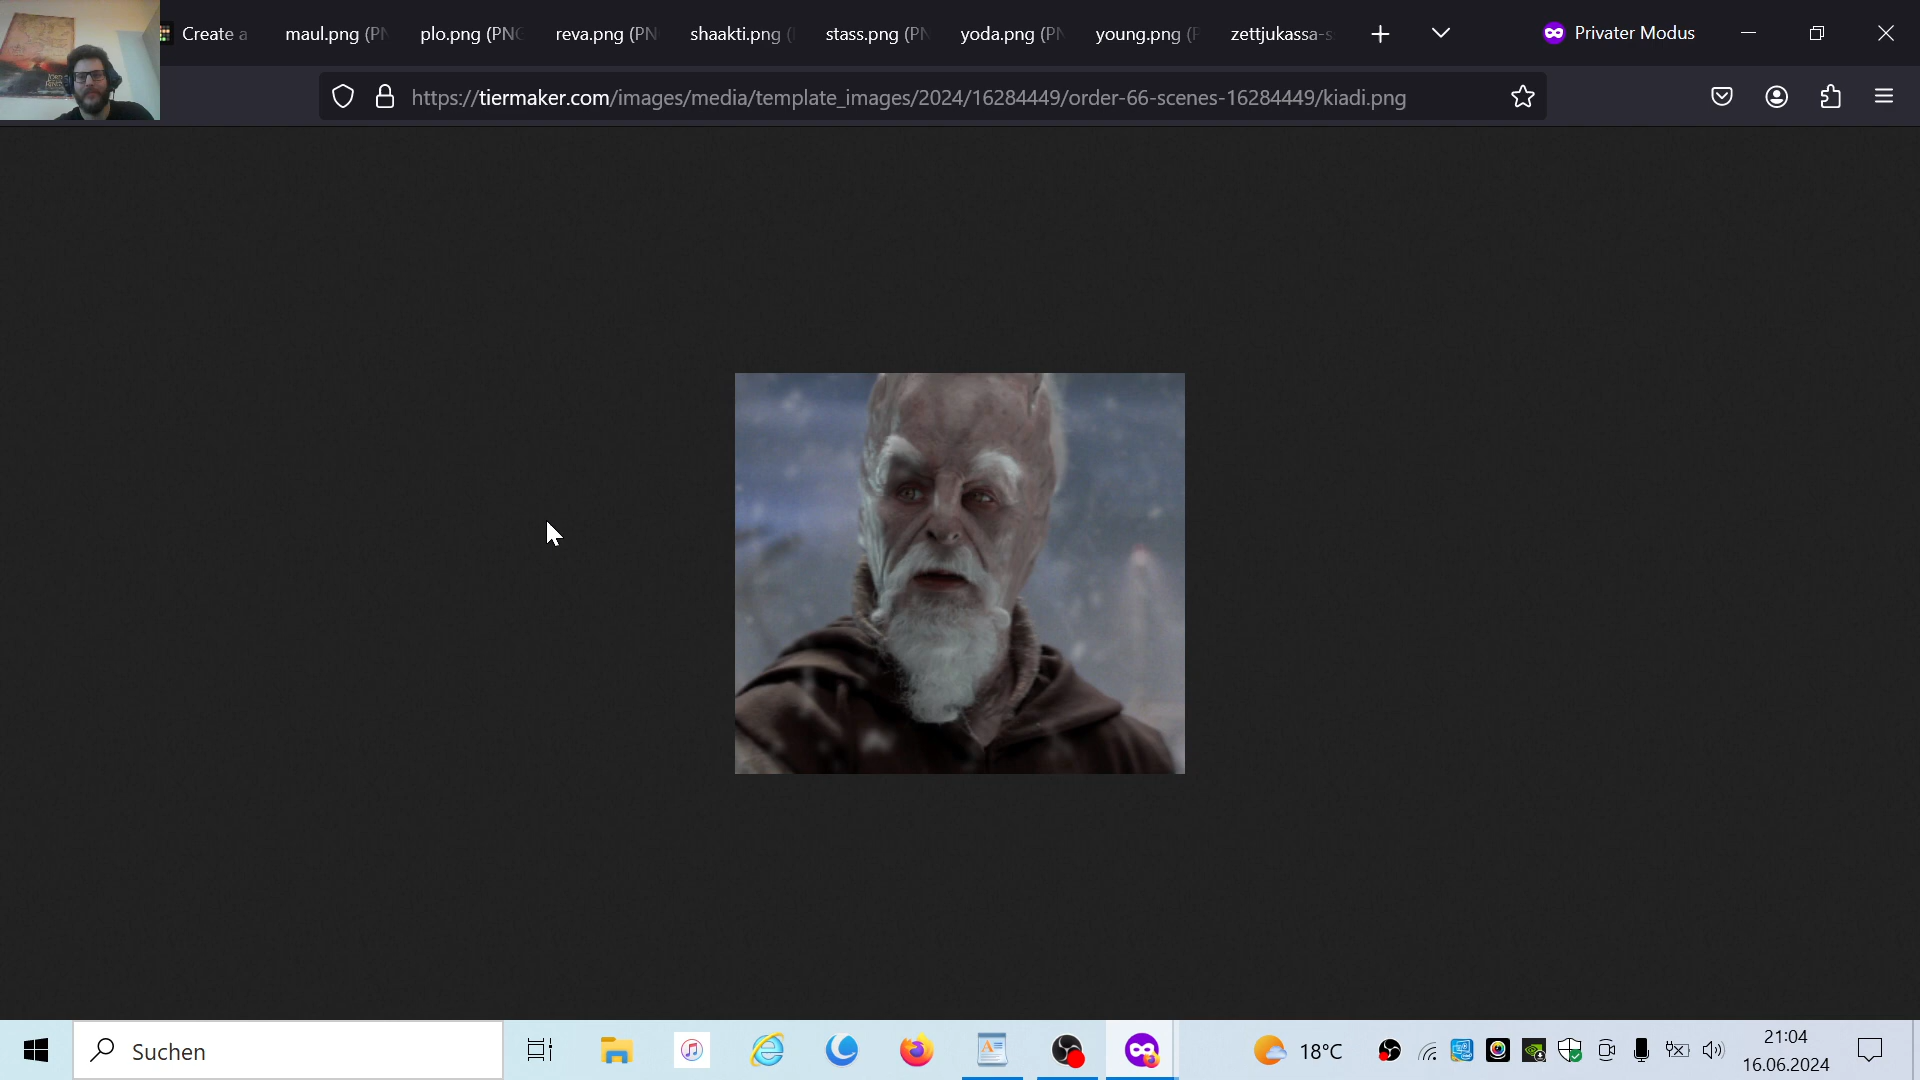 Create a
maul.png (PN
plo.png (PNG
reva.png (PN
shaakti.png (
stass.png (PN
yoda.png (PN
young.png (P
zettjukassa-s
Privater Modus
https://tiermaker.com/images/media/template_images/2024/16284449/order-66-scenes-16284449/kiadi.png
Suchen
18°C
21:04
16.06.2024